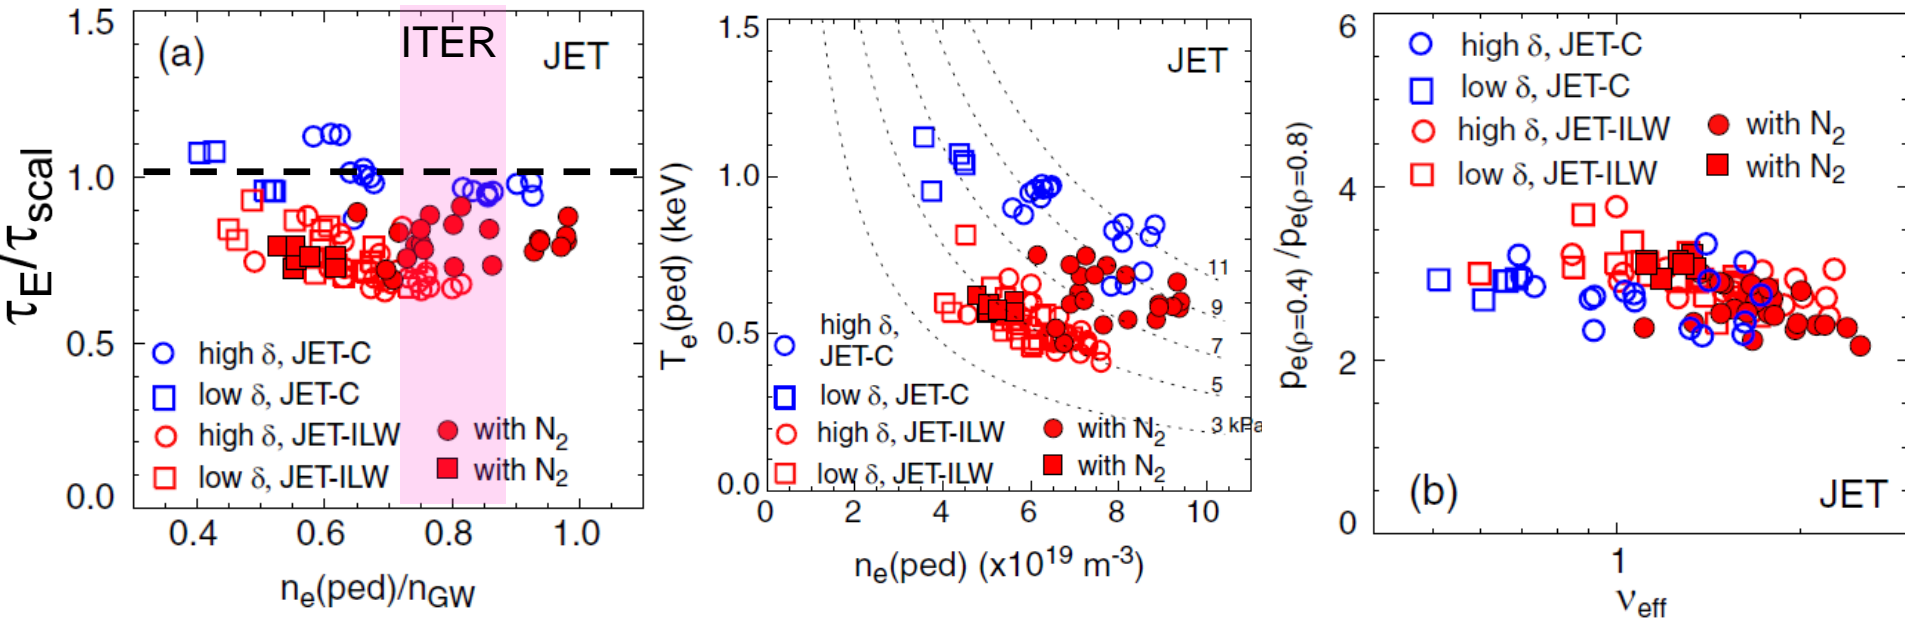 1.5
1.0
0.5
0.0
0.4 0.6 0.8 1.0
τE/τscal
ne(ped)/nGW
(a)
ITER
JET
high δ, JET-C
low δ, JET-C
high δ, JET-ILW
low δ, JET-ILW
with N2
with N2
1.5
1.0
0.5
0.0
0 2 4 6 8 10
Te(ped) (keV)
ne(ped) (x10^19 m^-3)
JET
11
9
7
5
3 kPa
high δ,
JET-C
low δ, JET-C
high δ, JET-ILW
low δ, JET-ILW
with N2
with N2
6
4
2
0
1
pe(ρ=0.4) /pe(ρ=0.8)
νeff
high δ, JET-C
low δ, JET-C
high δ, JET-ILW
low δ, JET-ILW
with N2
with N2
(b)
JET